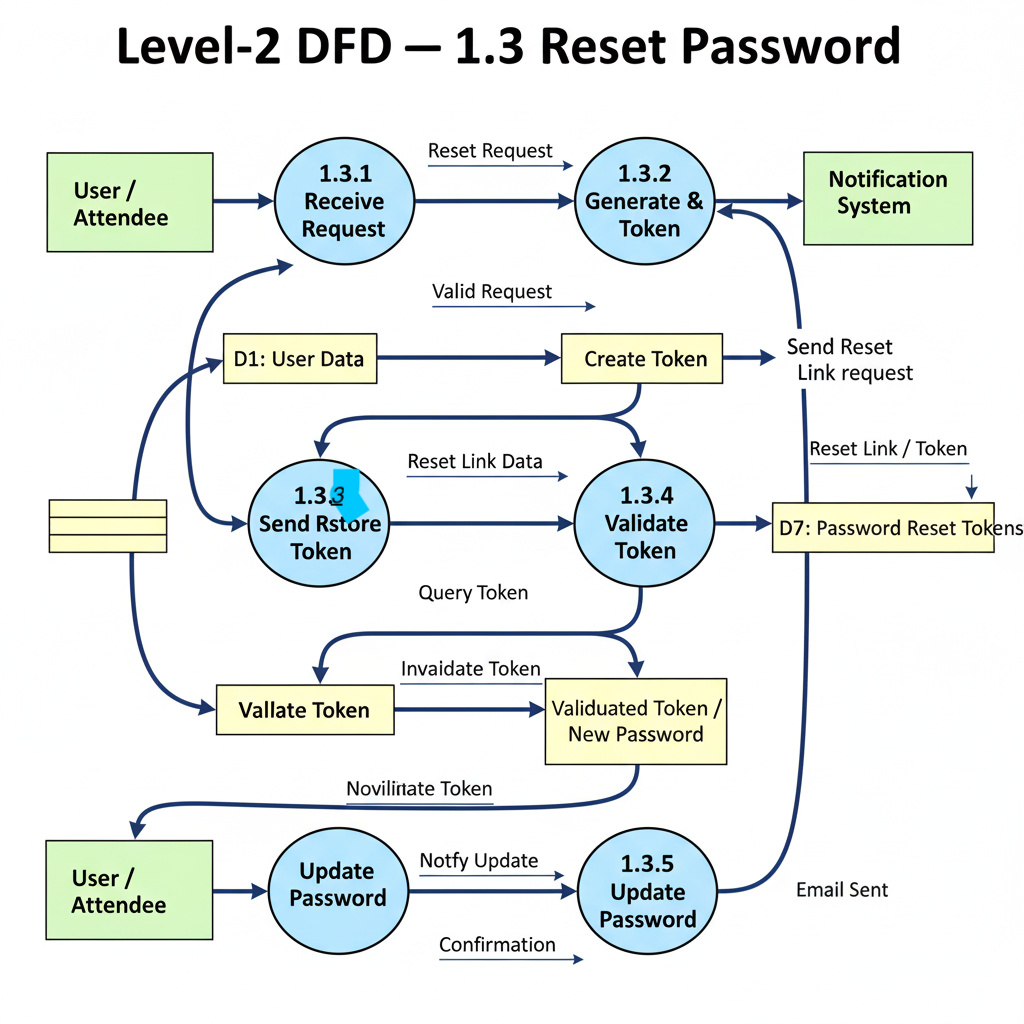 Level-2 DFD — 1.3 Reset Password
User /
Attendee
1.3.1
Receive
Request
Reset Request
1.3.2
Generate &
Token
Notification
System
Valid Request
D1: User Data
Create Token
Send Reset
Link request
Reset Link / Token
1.3.3
Send Rstore
Token
Reset Link Data
1.3.4
Validate
Token
D7: Password Reset Tokens
Query Token
Invaidate Token
Vallate Token
Validuated Token /
New Password
Novilinate Token
User /
Attendee
Update
Password
Notfy Update
1.3.5
Update
Password
Email Sent
Confirmation